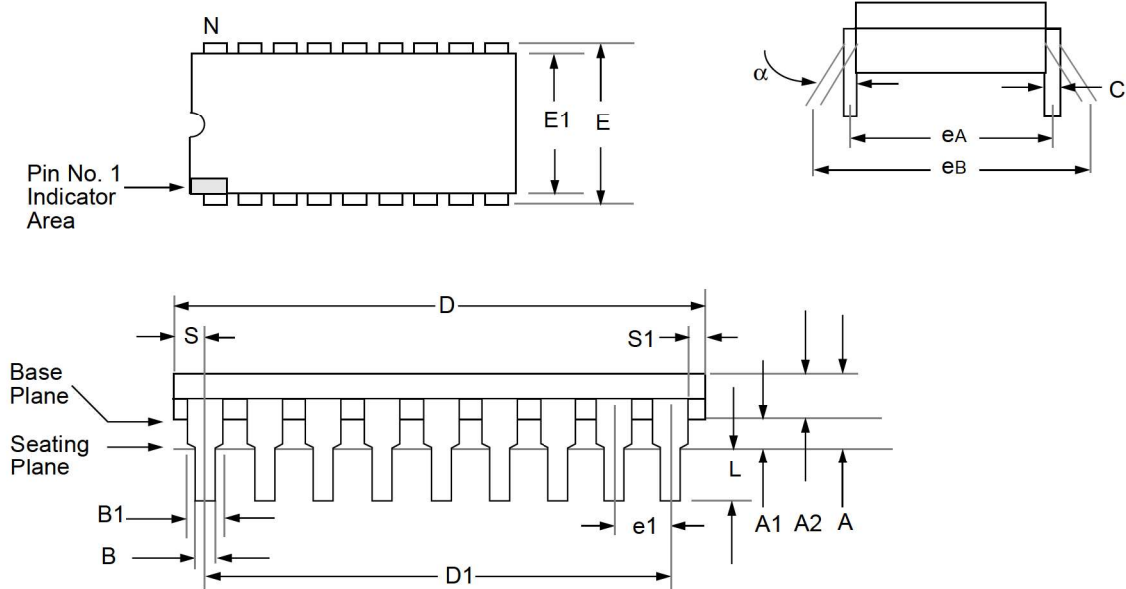 N
E1
E
Pin No. 1
Indicator
Area
α
C
eA
eB
D
S
S1
Base
Plane
Seating
Plane
L
B1
e1
A1
A2
A
B
D1